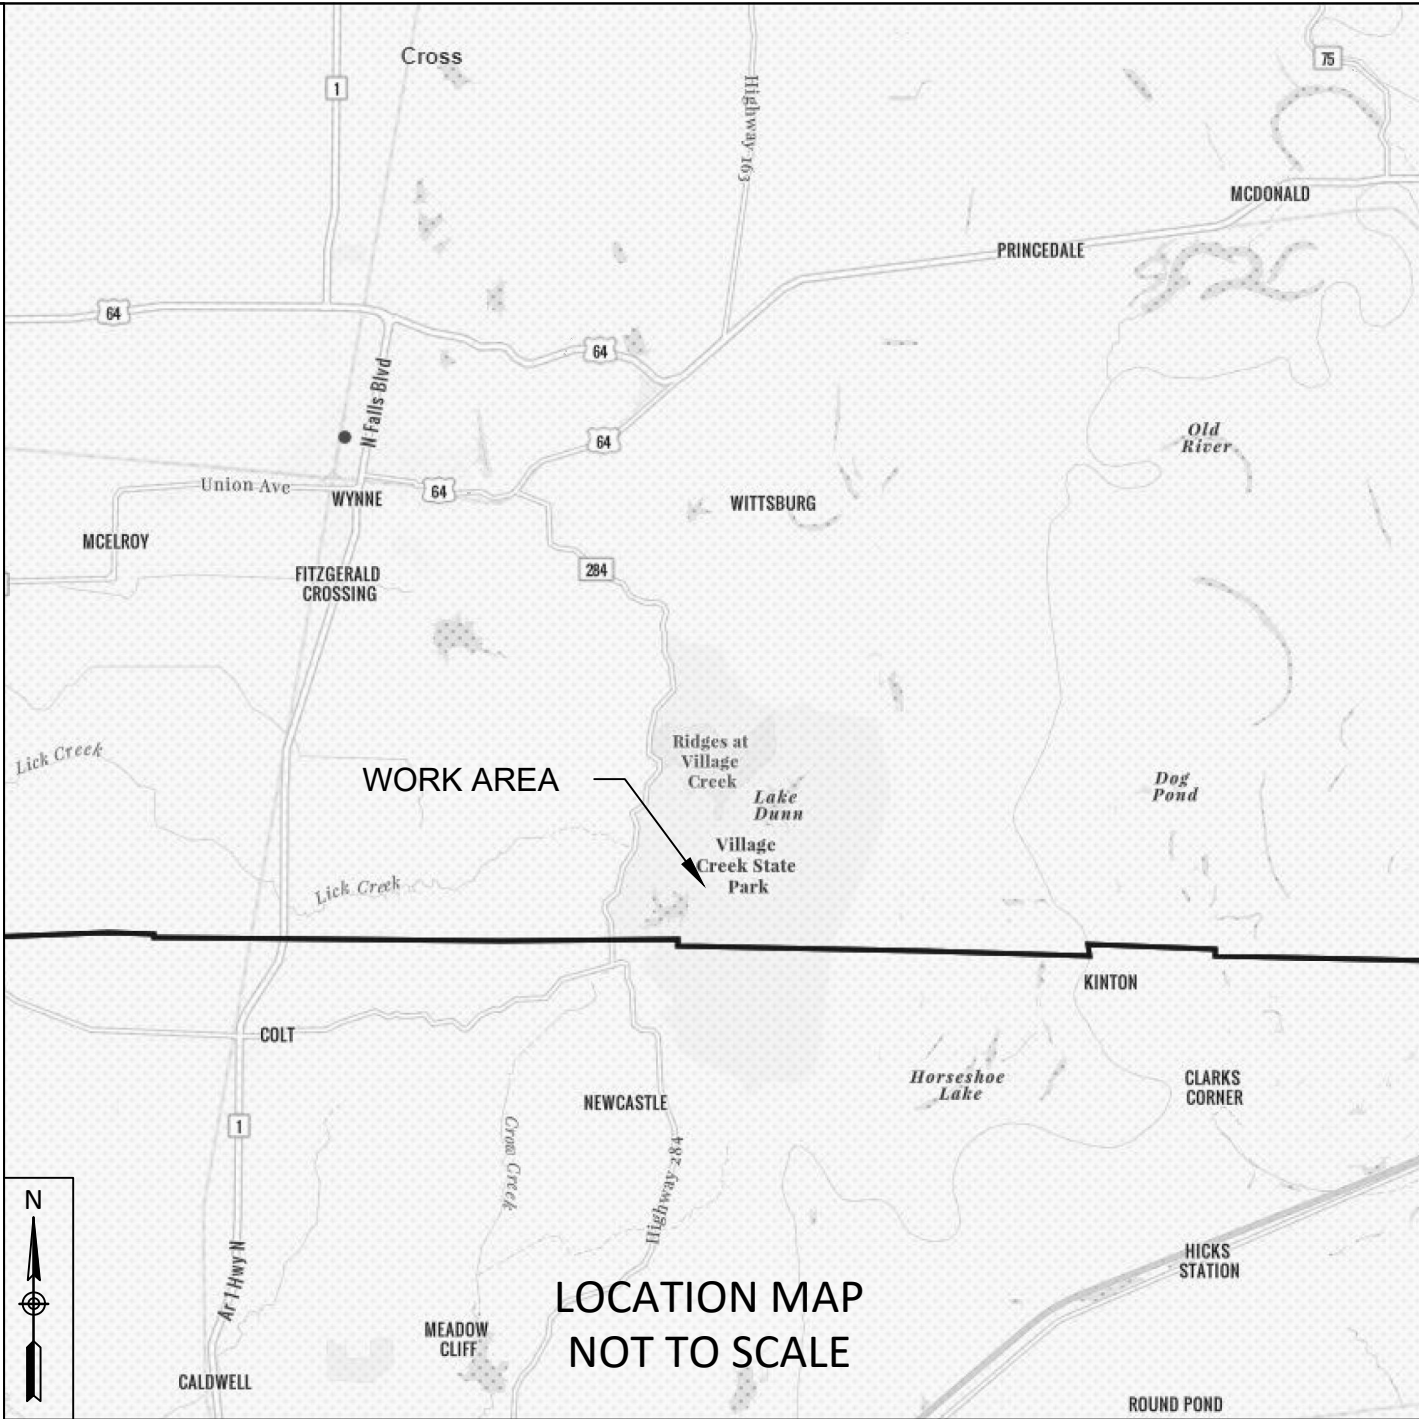 Cross
1
75
Highway 163
MCDONALD
PRINCEDALE
64
64
N Falls Blvd
64
Old
River
Union Ave
WYNNE
64
WITTSBURG
MCELROY
FITZGERALD
CROSSING
284
Lick Creek
Ridges at
Village
Creek
WORK AREA
Lake
Dunn
Dog
Pond
Village
Creek State
Park
Lick Creek
KINTON
COLT
Horseshoe
Lake
CLARKS
CORNER
NEWCASTLE
1
Crow Creek
Highway 284
N
Ar 1 Hwy N
HICKS
STATION
LOCATION MAP
NOT TO SCALE
MEADOW
CLIFF
CALDWELL
ROUND POND